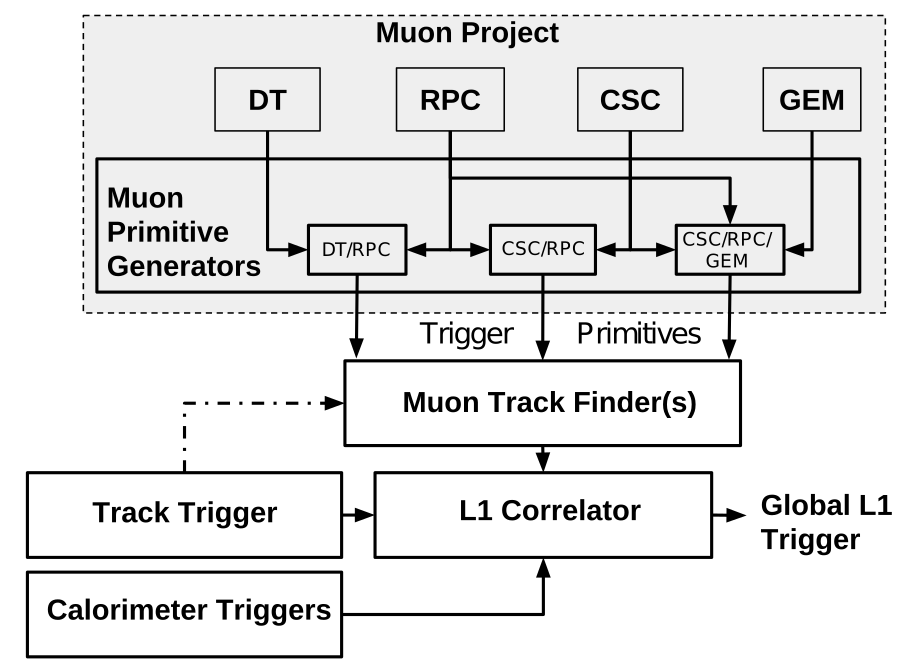 Muon Project
DT
RPC
CSC
GEM
Muon
Primitive
Generators
DT/RPC
CSC/RPC
CSC/RPC/
GEM
Trigger Primitives
Muon Track Finder(s)
Track Trigger
L1 Correlator
Global L1
Trigger
Calorimeter Triggers